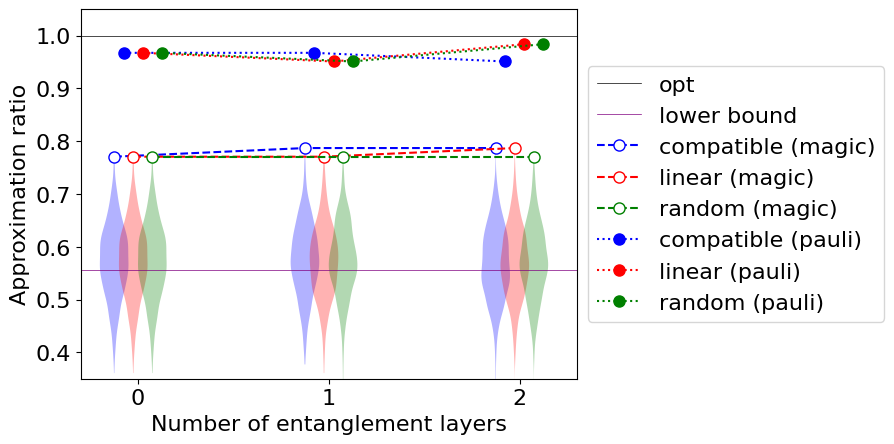 Approximation ratio
1.0
0.9
0.8
0.7
0.6
0.5
0.4
0
1
2
Number of entanglement layers
opt
lower bound
compatible (magic)
linear (magic)
random (magic)
compatible (pauli)
linear (pauli)
random (pauli)